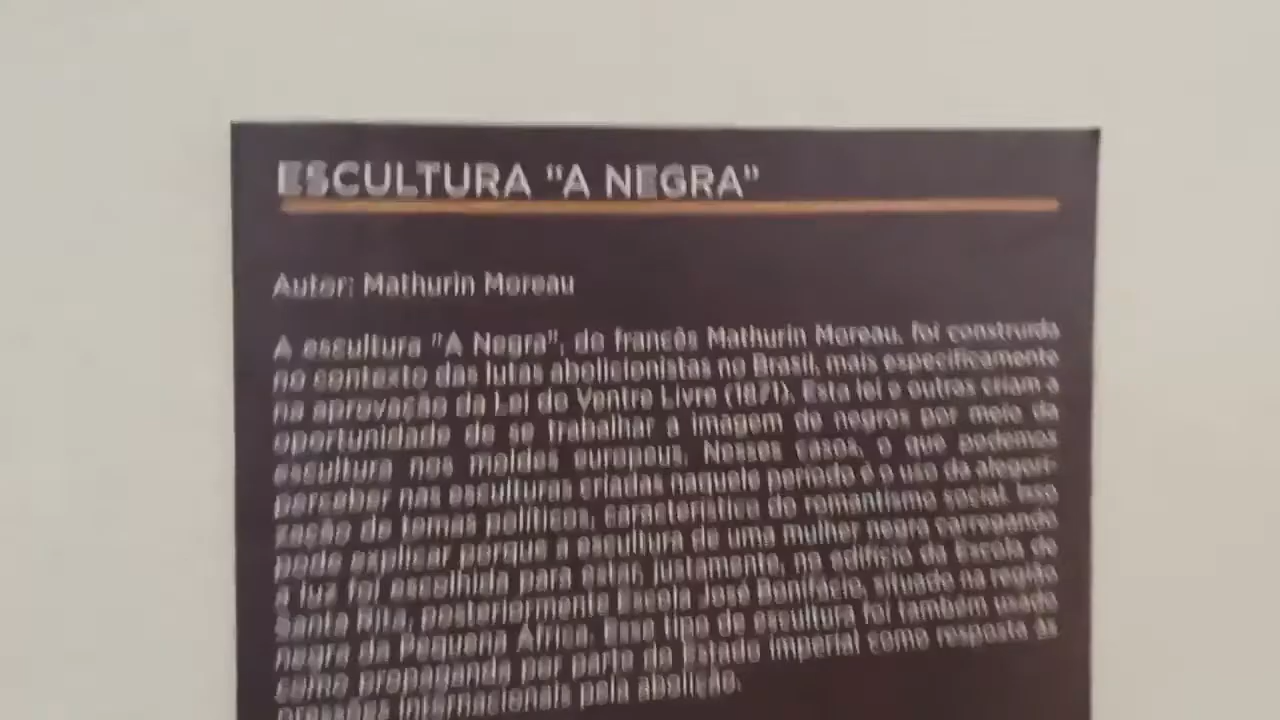 ESCULTURA "A NEGRA"
Autor: Mathurin Moreau
A escultura "A Negra", do francês Mathurin Moreau, foi construída
no contexto das lutas abolicionistas no Brasil, mais especificamente
na aprovação da Lei do Ventre Livre (1871). Esta lei e outras criam a
oportunidade de se trabalhar a imagem de negros por meio da
escultura nos moldes europeus. Nesses casos, o que podemos
perceber nas esculturas criadas naquele período é o uso da alegori-
zação de temas políticos, característica do romantismo social. Isso
pode explicar porque a escultura de uma mulher negra carregando
a luz foi escolhida para estar, justamente, no edifício da Escola de
Santa Rita, posteriormente Escola José Bonifácio, situada na região
negra da Pequena África. Esse tipo de escultura foi também usado
como propaganda por parte do Estado Imperial como resposta às
pressões internacionais pela abolição.